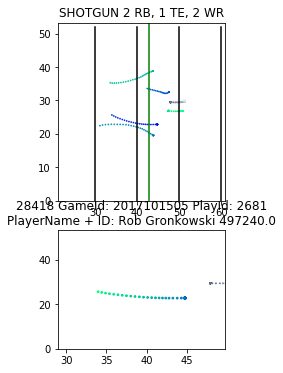 SHOTGUN 2 RB, 1 TE, 2 WR
50
40
30
20
10
0
30 40 50 60
28418 GameId: 2017101505 PlayId: 2681
PlayerName + ID: Rob Gronkowski 497240.0
40
20
0
30 35 40 45